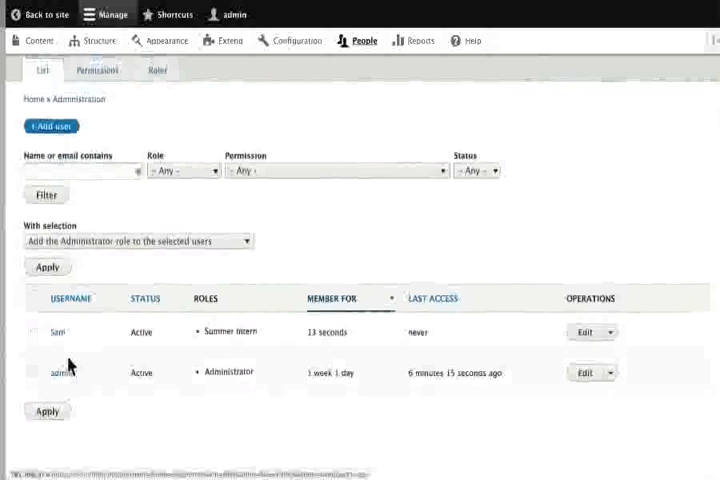 Back to site Manage Shortcuts admin
Content Structure Appearance Extend Configuration People Reports Help
List Permissions Roles
Home » Administration
+ Add user
Name or email contains Role Permission Status
- Any - - Any - - Any -
Filter
With selection
Add the Administrator role to the selected users
Apply
USERNAME STATUS ROLES MEMBER FOR LAST ACCESS OPERATIONS
Sam Active • Summer Intern 13 seconds never Edit
admin Active • Administrator 1 week 1 day 6 minutes 15 seconds ago Edit
Apply